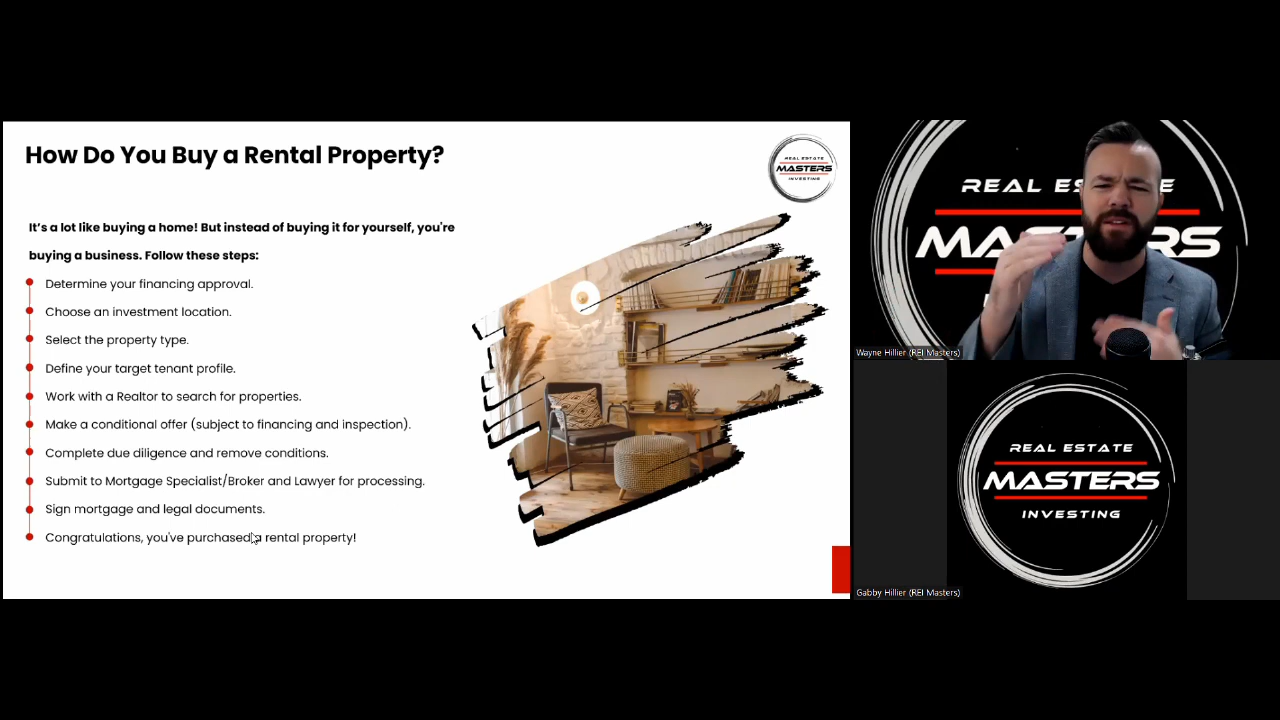 How Do You Buy a Rental Property?
REAL ESTATE
MASTERS
INVESTING
It's a lot like buying a home! But instead of buying it for yourself, you're
buying a business. Follow these steps:
Determine your financing approval.
Choose an investment location.
Select the property type.
Define your target tenant profile.
Work with a Realtor to search for properties.
Make a conditional offer (subject to financing and inspection).
Complete due diligence and remove conditions.
Submit to Mortgage Specialist/Broker and Lawyer for processing.
Sign mortgage and legal documents.
Congratulations, you've purchased a rental property!
REAL ES E
MAS ERS
Wayne Hillier (REI Masters)
REAL ESTATE
MASTERS
INVESTING
Gabby Hillier (REI Masters)